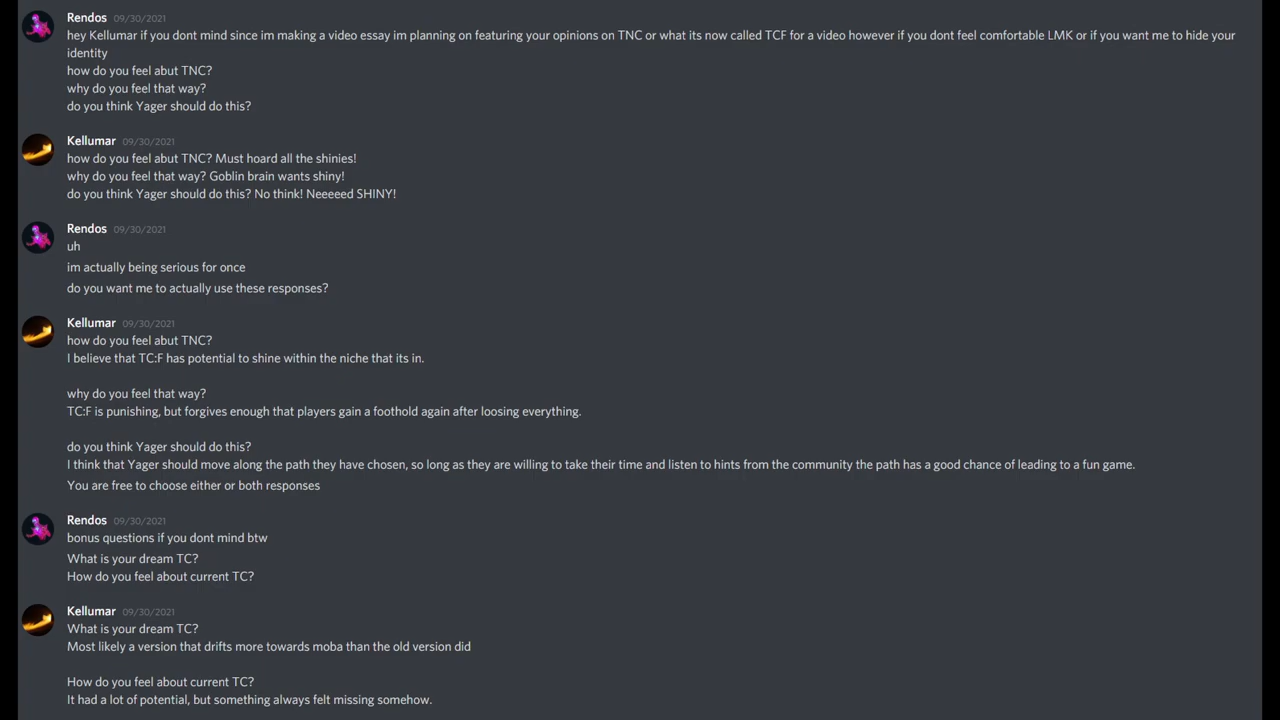 Rendos 09/30/2021
hey Kellumar if you dont mind since im making a video essay im planning on featuring your opinions on TNC or what its now called TCF for a video however if you dont feel comfortable LMK or if you want me to hide your
identity
how do you feel abut TNC?
why do you feel that way?
do you think Yager should do this?
Kellumar 09/30/2021
how do you feel abut TNC? Must hoard all the shinies!
why do you feel that way? Goblin brain wants shiny!
do you think Yager should do this? No think! Neeeeed SHINY!
Rendos 09/30/2021
uh
im actually being serious for once
do you want me to actually use these responses?
Kellumar 09/30/2021
how do you feel abut TNC?
I believe that TC:F has potential to shine within the niche that its in.
why do you feel that way?
TC:F is punishing, but forgives enough that players gain a foothold again after loosing everything.
do you think Yager should do this?
I think that Yager should move along the path they have chosen, so long as they are willing to take their time and listen to hints from the community the path has a good chance of leading to a fun game.
You are free to choose either or both responses
Rendos 09/30/2021
bonus questions if you dont mind btw
What is your dream TC?
How do you feel about current TC?
Kellumar 09/30/2021
What is your dream TC?
Most likely a version that drifts more towards moba than the old version did
How do you feel about current TC?
It had a lot of potential, but something always felt missing somehow.